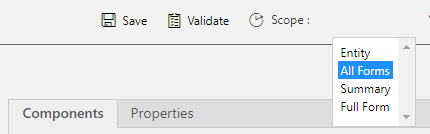 Save Validate Scope :
Entity
All Forms
Summary
Full Form
Components Properties